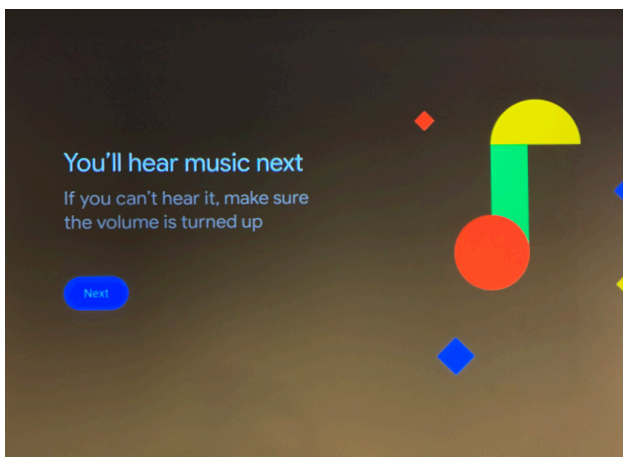 You’ll hear music next
If you can’t hear it, make sure
the volume is turned up
Next